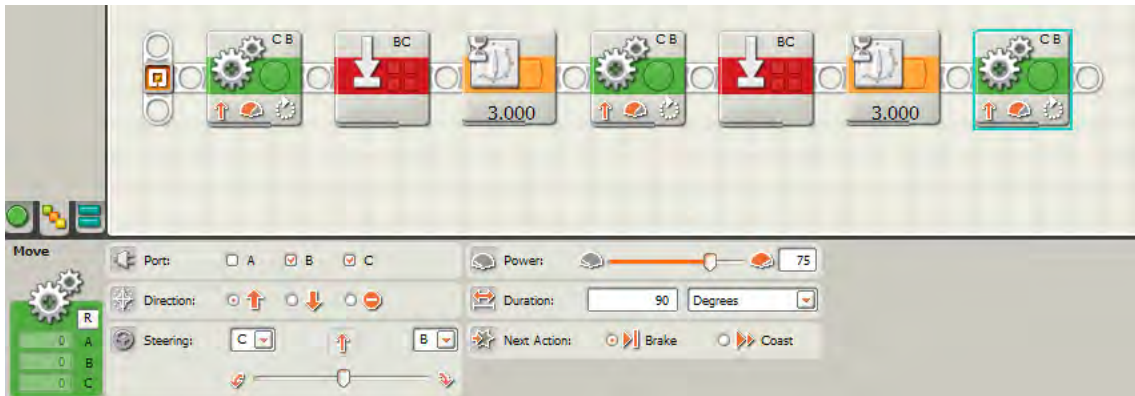 C B BC C B BC C B
3.000 3.000
Move
Port: A B C
Power: 75
Direction:
Duration: 90 Degrees
R
Steering: C B
Next Action: Brake Coast
0 A
0 B
0 C